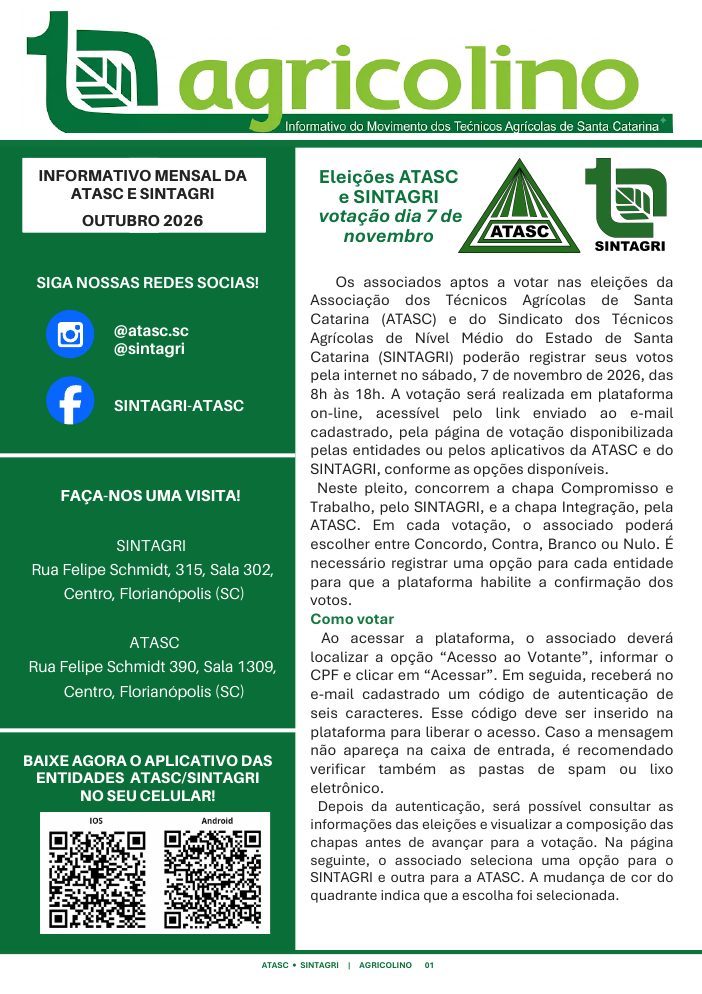 agricolino
Informativo do Movimento dos Tecnicos Agrícolas de Santa Catarina
INFORMATIVO MENSAL DA
ATASC E SINTAGRI
OUTUBRO 2026
SIGA NOSSAS REDES SOCIAS!
@atasc.sc
@sintagri
SINTAGRI-ATASC
FAÇA-NOS UMA VISITA!
SINTAGRI
Rua Felipe Schmidt, 315, Sala 302,
Centro, Florianópolis (SC)
ATASC
Rua Felipe Schmidt 390, Sala 1309,
Centro, Florianópolis (SC)
BAIXE AGORA O APLICATIVO DAS
ENTIDADES ATASC/SINTAGRI
NO SEU CELULAR!
IOS
Android
Eleições ATASC
e SINTAGRI
votação dia 7 de
novembro
ATASC
SINTAGRI
Os associados aptos a votar nas eleições da
Associação dos Técnicos Agrícolas de Santa
Catarina (ATASC) e do Sindicato dos Técnicos
Agrícolas de Nível Médio do Estado de Santa
Catarina (SINTAGRI) poderão registrar seus votos
pela internet no sábado, 7 de novembro de 2026, das
8h às 18h. A votação será realizada em plataforma
on-line, acessível pelo link enviado ao e-mail
cadastrado, pela página de votação disponibilizada
pelas entidades ou pelos aplicativos da ATASC e do
SINTAGRI, conforme as opções disponíveis.
Neste pleito, concorrem a chapa Compromisso e
Trabalho, pelo SINTAGRI, e a chapa Integração, pela
ATASC. Em cada votação, o associado poderá
escolher entre Concordo, Contra, Branco ou Nulo. É
necessário registrar uma opção para cada entidade
para que a plataforma habilite a confirmação dos
votos.
Como votar
Ao acessar a plataforma, o associado deverá
localizar a opção “Acesso ao Votante”, informar o
CPF e clicar em “Acessar”. Em seguida, receberá no
e-mail cadastrado um código de autenticação de
seis caracteres. Esse código deve ser inserido na
plataforma para liberar o acesso. Caso a mensagem
não apareça na caixa de entrada, é recomendado
verificar também as pastas de spam ou lixo
eletrônico.
Depois da autenticação, será possível consultar as
informações das eleições e visualizar a composição das
chapas antes de avançar para a votação. Na página
seguinte, o associado seleciona uma opção para o
SINTAGRI e outra para a ATASC. A mudança de cor do
quadrante indica que a escolha foi selecionada.
ATASC • SINTAGRI | AGRICOLINO 01